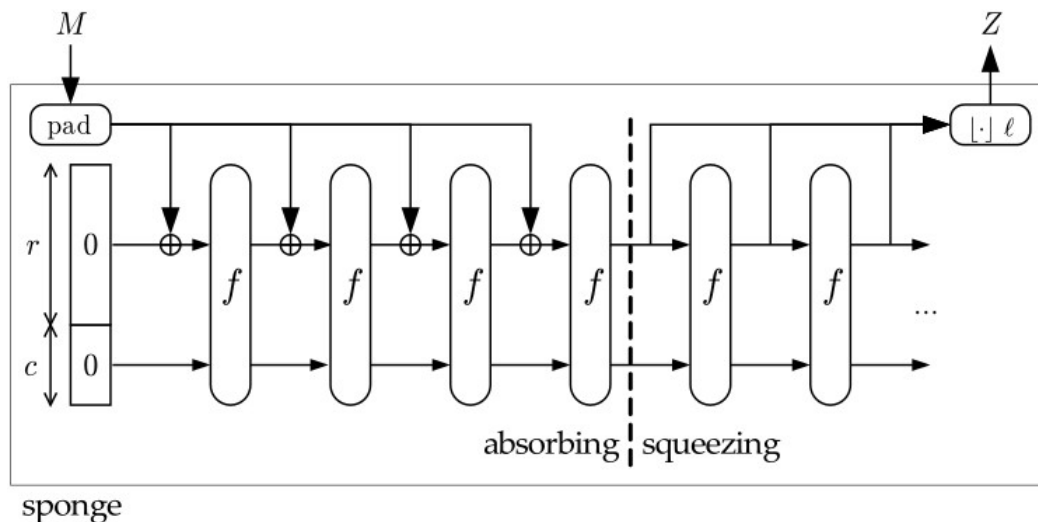 M Z
pad ⌊·⌋ ℓ
r 0 ⊕ ⊕ ⊕ ⊕
f f f f f f
...
c 0
absorbing squeezing
sponge